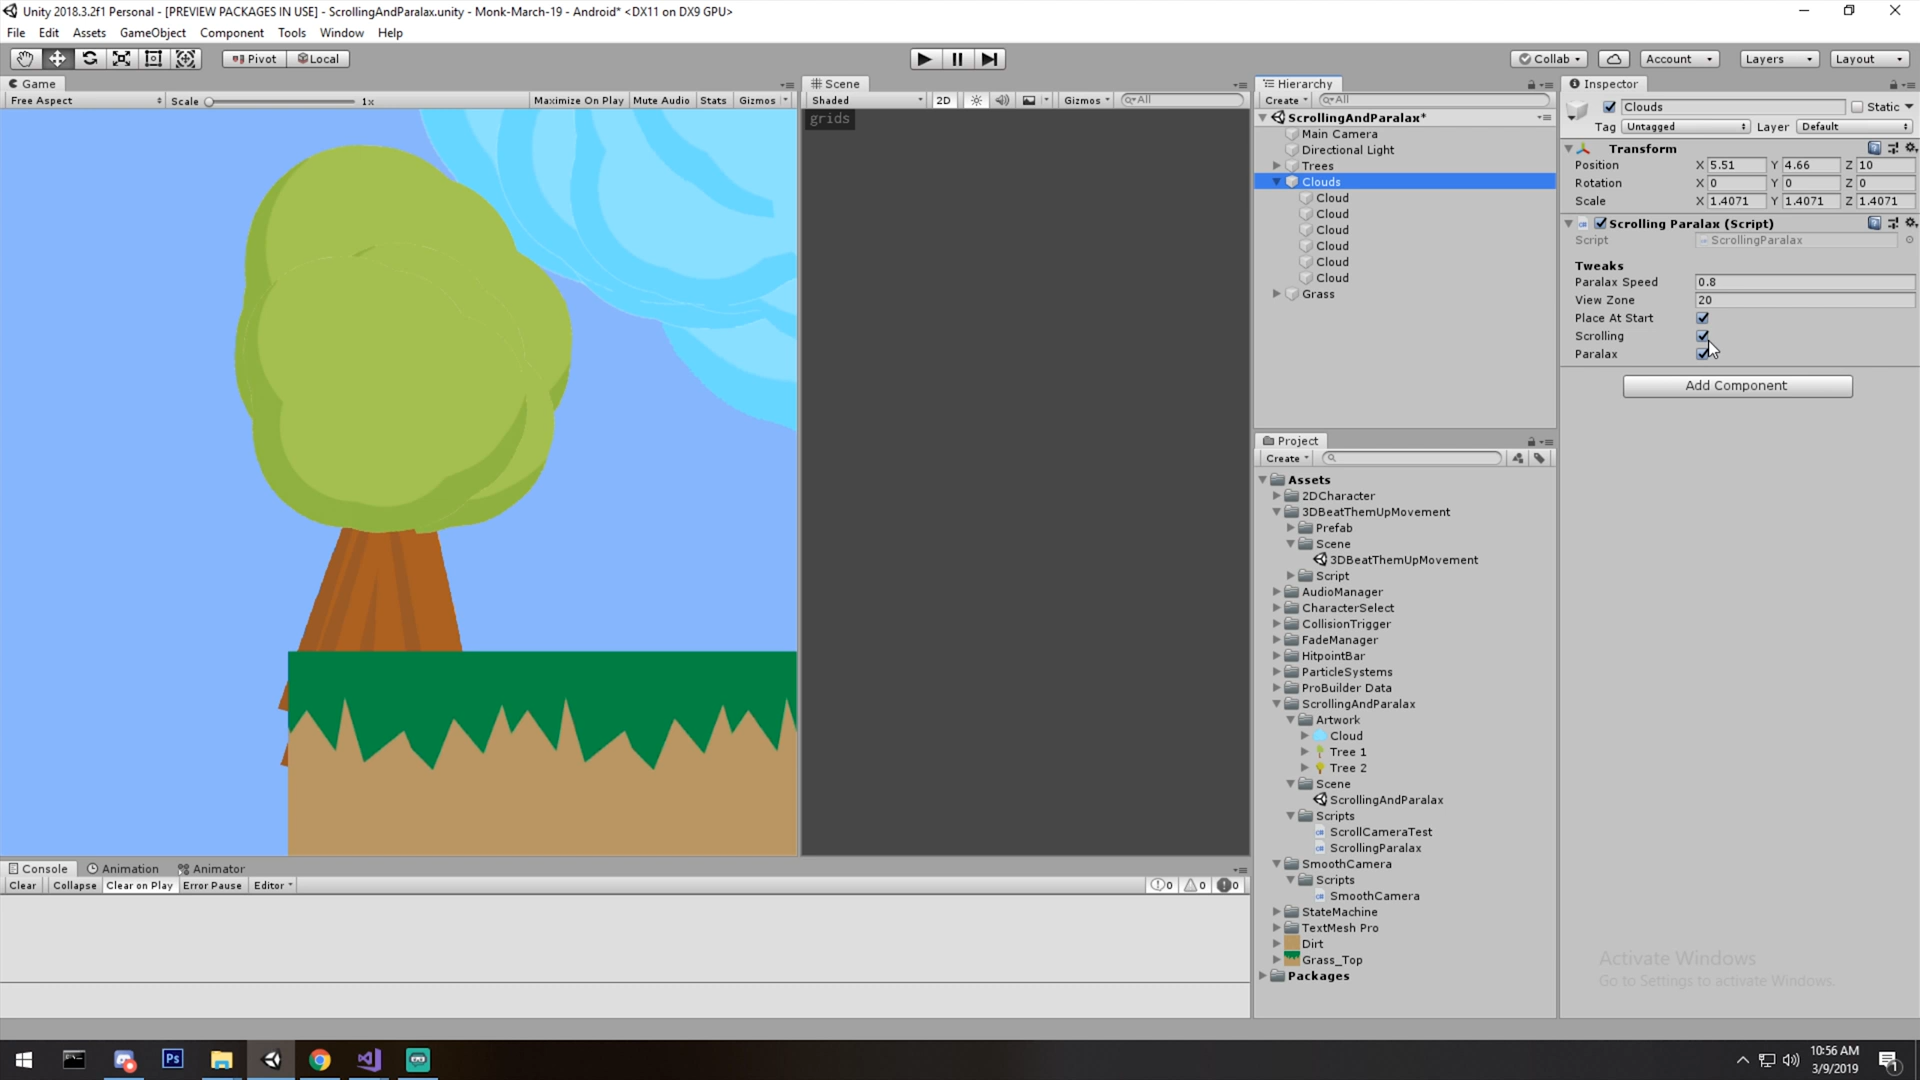 Unity 2018.3.2f1 Personal - [PREVIEW PACKAGES IN USE] - ScrollingAndParalax.unity - Monk-March-19 - Android* <DX11 on DX9 GPU>
File Edit Assets GameObject Component Tools Window Help
Pivot Local Collab Account Layers Layout
Game
Free Aspect Scale 1x Maximize On Play Mute Audio Stats Gizmos
Scene
Shaded 2D Gizmos All
grids
Hierarchy
Create All
ScrollingAndParalax*
Main Camera
Directional Light
Trees
Clouds
Cloud
Cloud
Cloud
Cloud
Cloud
Cloud
Grass
Inspector
Clouds Static
Tag Untagged Layer Default
Transform
Position X 5.51 Y 4.66 Z 10
Rotation X 0 Y 0 Z 0
Scale X 1.4071 Y 1.4071 Z 1.4071
Scrolling Paralax (Script)
Script ScrollingParalax
Tweaks
Paralax Speed 0.8
View Zone 20
Place At Start
Scrolling
Paralax
Add Component
Project
Create
Assets
2DCharacter
3DBeatThemUpMovement
Prefab
Scene
3DBeatThemUpMovement
Script
AudioManager
CharacterSelect
CollisionTrigger
FadeManager
HitpointBar
ParticleSystems
ProBuilder Data
ScrollingAndParalax
Artwork
Cloud
Tree 1
Tree 2
Scene
ScrollingAndParalax
Scripts
ScrollCameraTest
ScrollingParalax
SmoothCamera
Scripts
SmoothCamera
StateMachine
TextMesh Pro
Dirt
Grass_Top
Packages
Console Animation Animator
Clear Collapse Clear on Play Error Pause Editor 0 0 0
Activate Windows
Go to Settings to activate Windows.
Ps
10:56 AM
3/9/2019
1